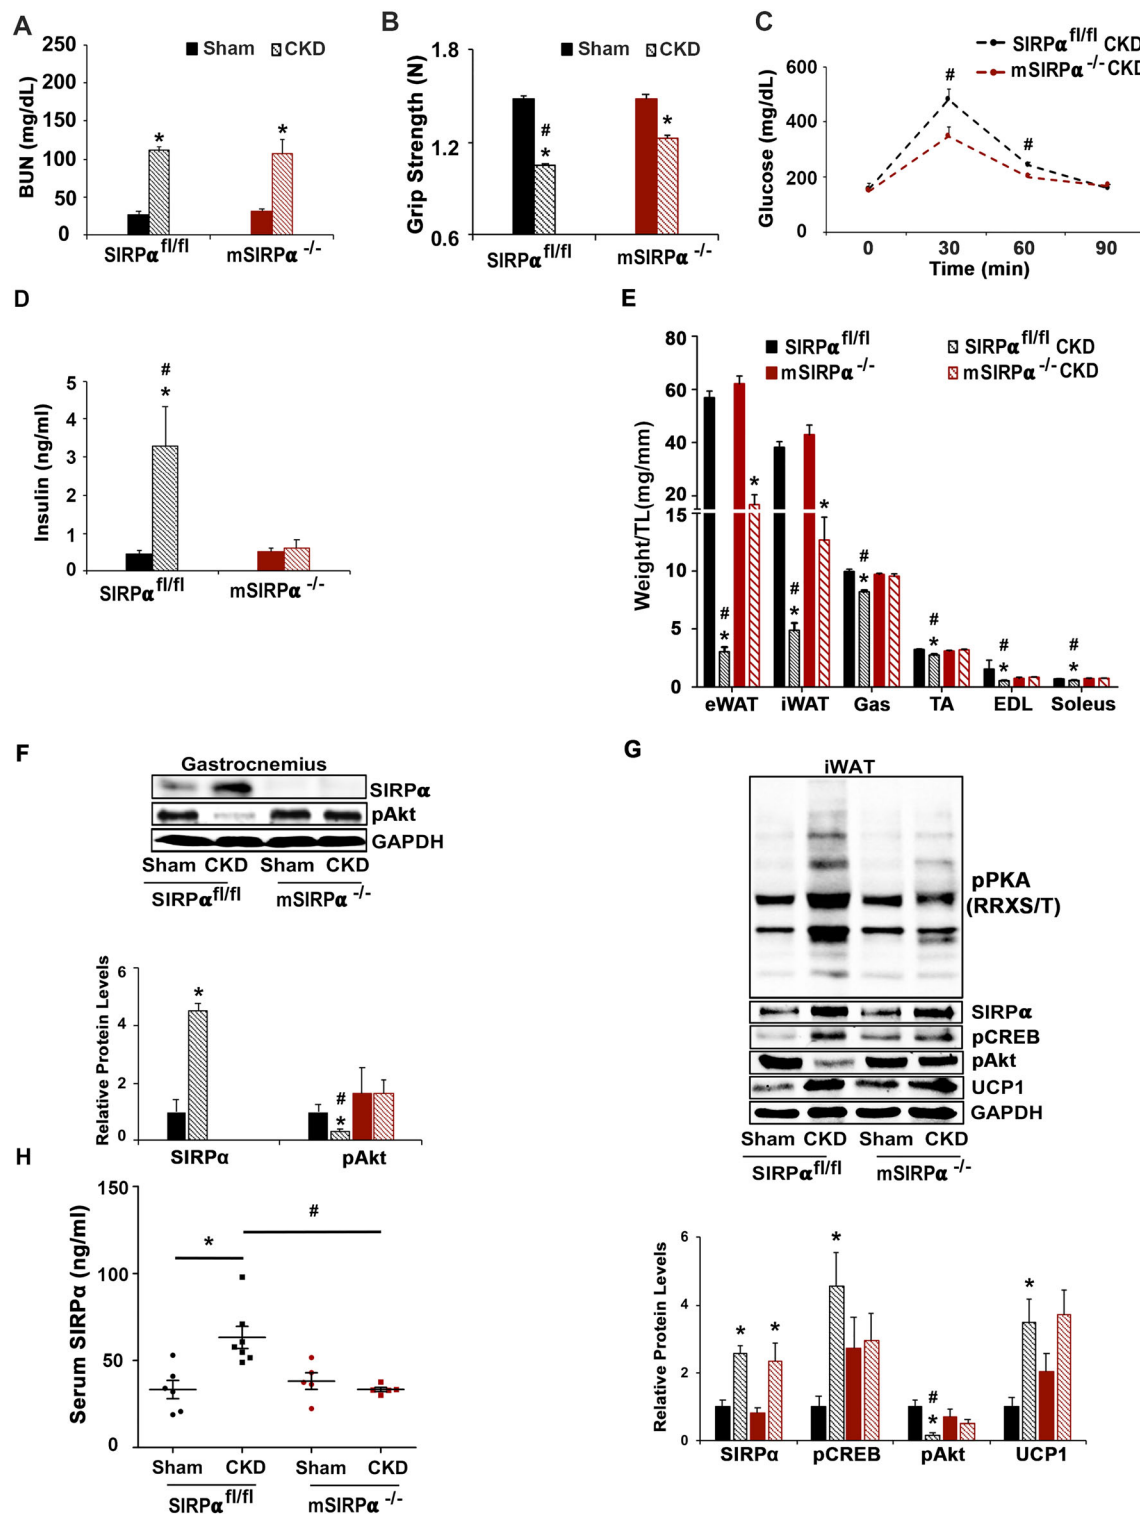 A
BUN (mg/dL)
250
200
150
100
50
0
Sham CKD
* *
SIRPα fl/fl mSIRPα -/-
B
Grip Strength (N)
1.8
1.2
0.6
Sham CKD
#
* *
SIRPα fl/fl mSIRPα -/-
C
Glucose (mg/dL)
600
400
200
0
SIRPα fl/fl CKD
mSIRPα -/- CKD
# #
0 30 60 90
Time (min)
D
Insulin (ng/ml)
5
4
3
2
1
0
#
*
SIRPα fl/fl mSIRPα -/-
E
Weight/TL(mg/mm)
80
60
40
20
15
10
5
0
SIRPα fl/fl SIRPα fl/fl CKD
mSIRPα -/- mSIRPα -/- CKD
# * * # * * # * # * # * # *
eWAT iWAT Gas TA EDL Soleus
F
Gastrocnemius
SIRPα
pAkt
GAPDH
Sham CKD Sham CKD
SIRPα fl/fl mSIRPα -/-
Relative Protein Levels
6
4
2
0
* # *
SIRPα pAkt
G
iWAT
pPKA
(RRXS/T)
SIRPα
pCREB
pAkt
UCP1
GAPDH
Sham CKD Sham CKD
SIRPα fl/fl mSIRPα -/-
Relative Protein Levels
6
4
2
0
* * * # * *
SIRPα pCREB pAkt UCP1
H
Serum SIRPα (ng/ml)
150
100
50
0
* #
Sham CKD Sham CKD
SIRPα fl/fl mSIRPα -/-